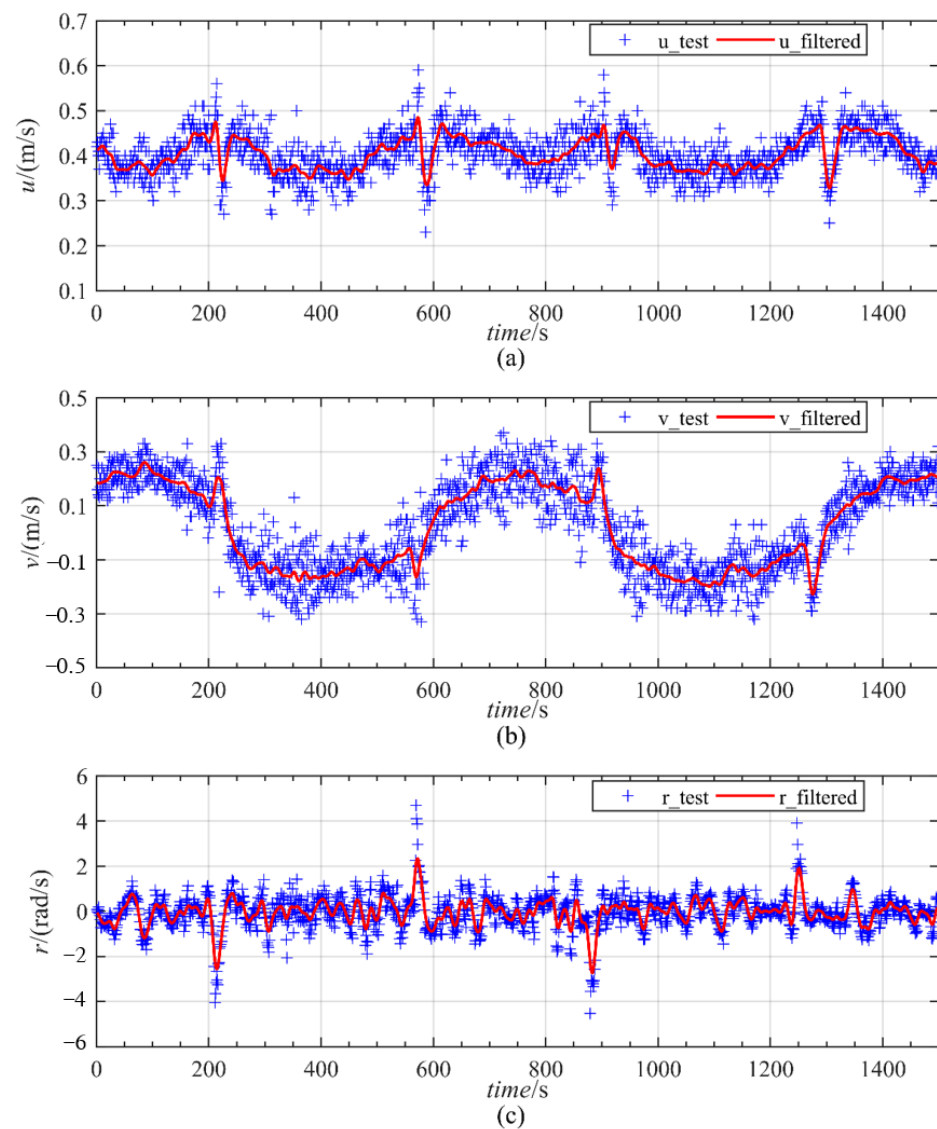 0.7
u_test u_filtered
0.6
0.5
0.4
0.3
0.2
0.1
u/(m/s)
0 200 400 600 800 1000 1200 1400
time/s
(a)
0.5
v_test v_filtered
0.3
0.1
−0.1
−0.3
−0.5
v/(m/s)
0 200 400 600 800 1000 1200 1400
time/s
(b)
6
r_test r_filtered
4
2
0
−2
−4
−6
r/(rad/s)
0 200 400 600 800 1000 1200 1400
time/s
(c)